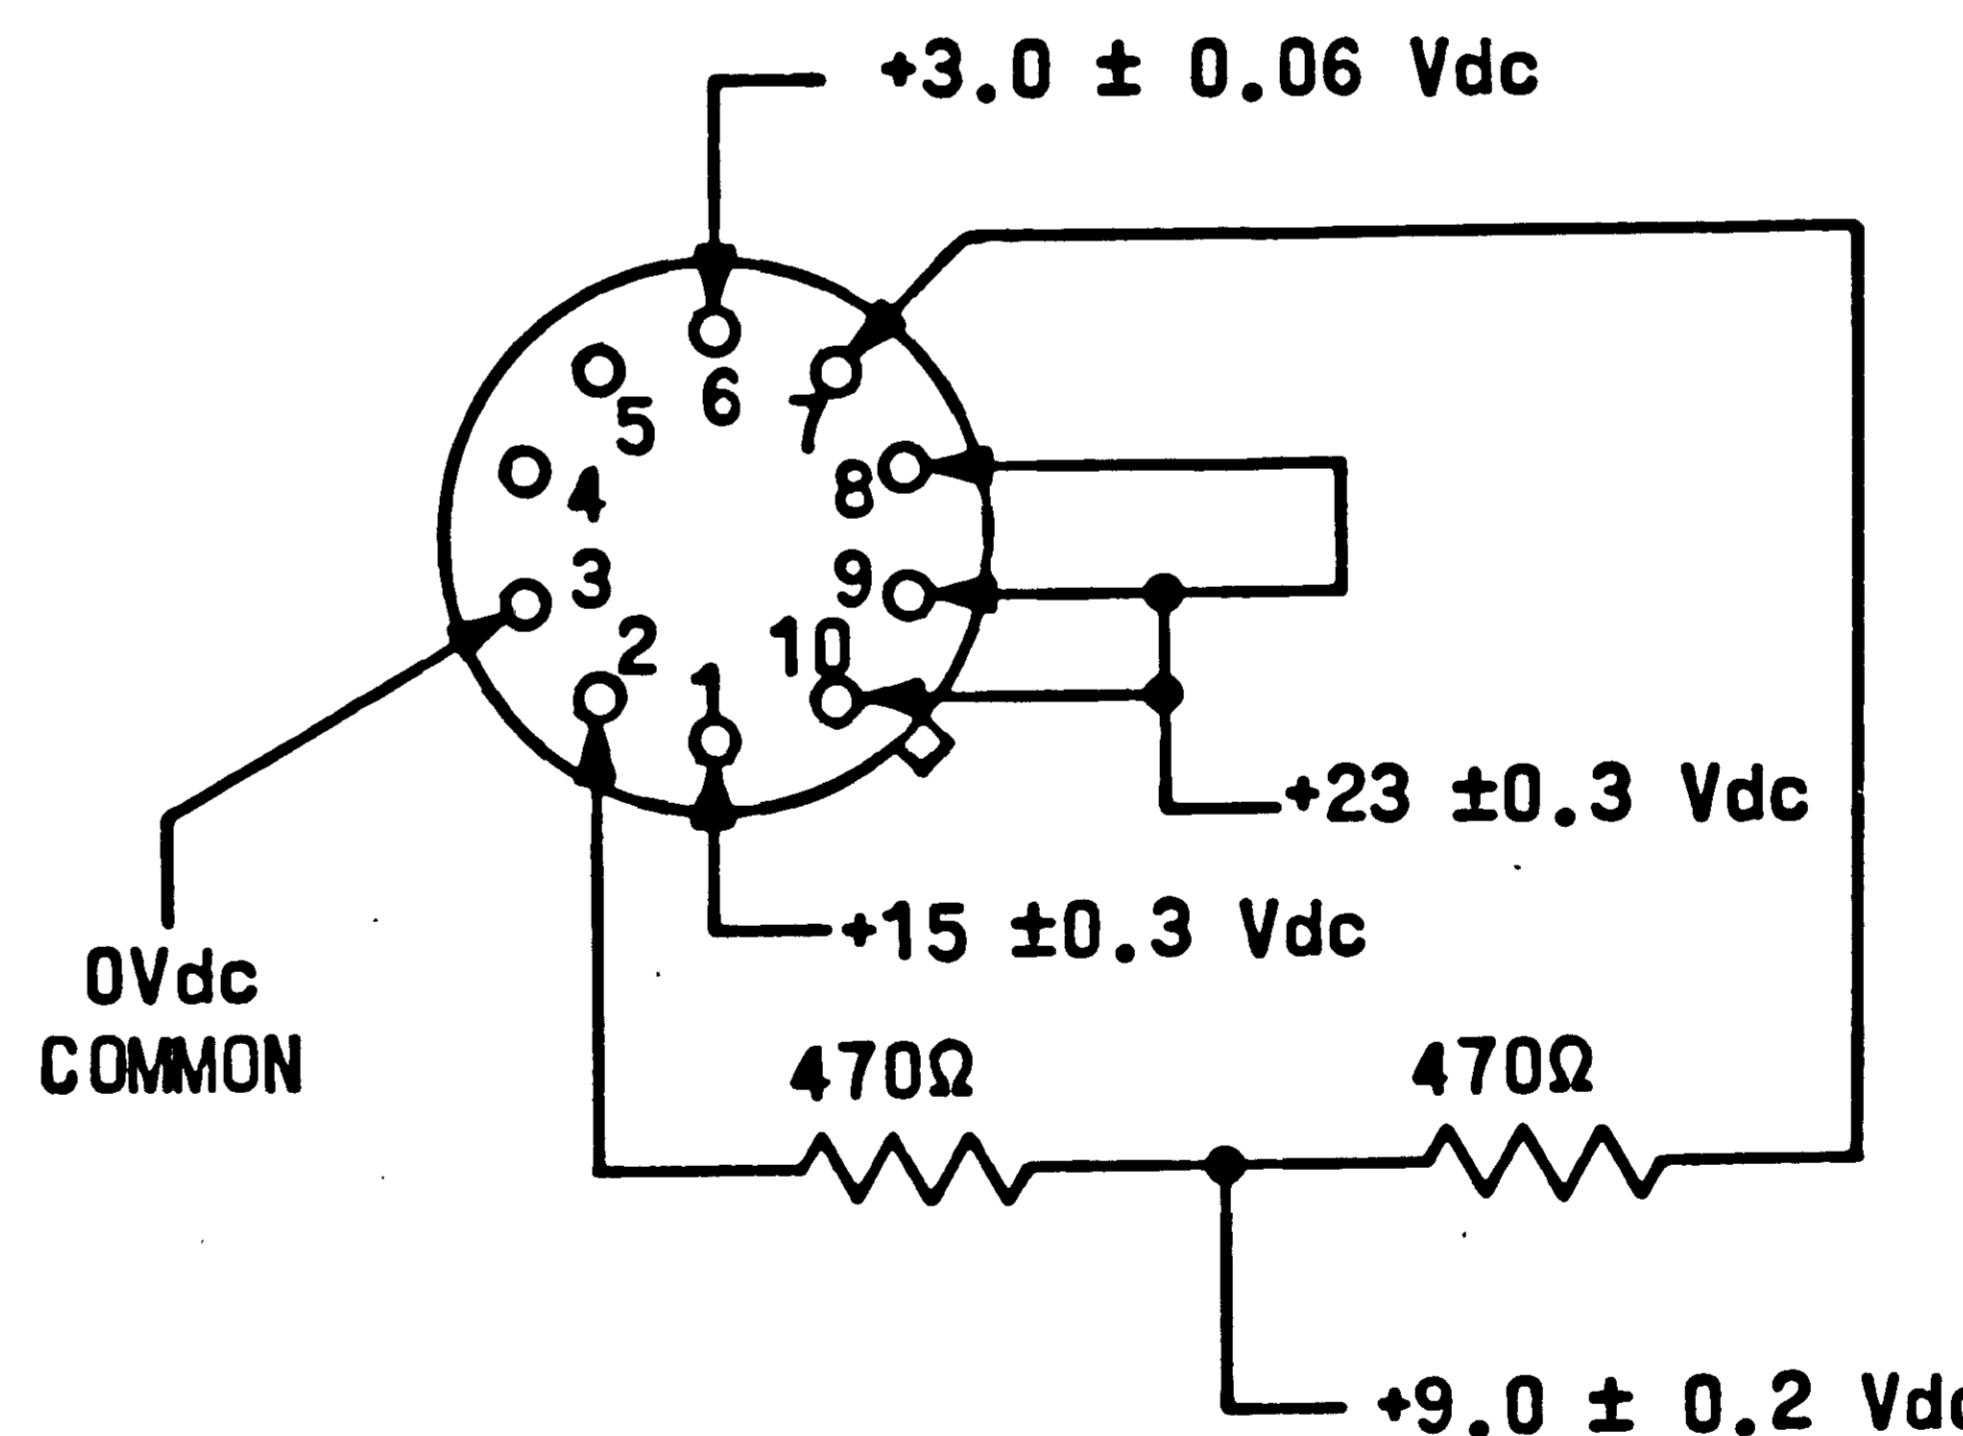 +3.0 ± 0.06 Vdc
6
7
5
8
4
9
3
10
2
1
+23 ±0.3 Vdc
+15 ±0.3 Vdc
0Vdc
COMMON
470Ω
470Ω
+9.0 ± 0.2 Vdc